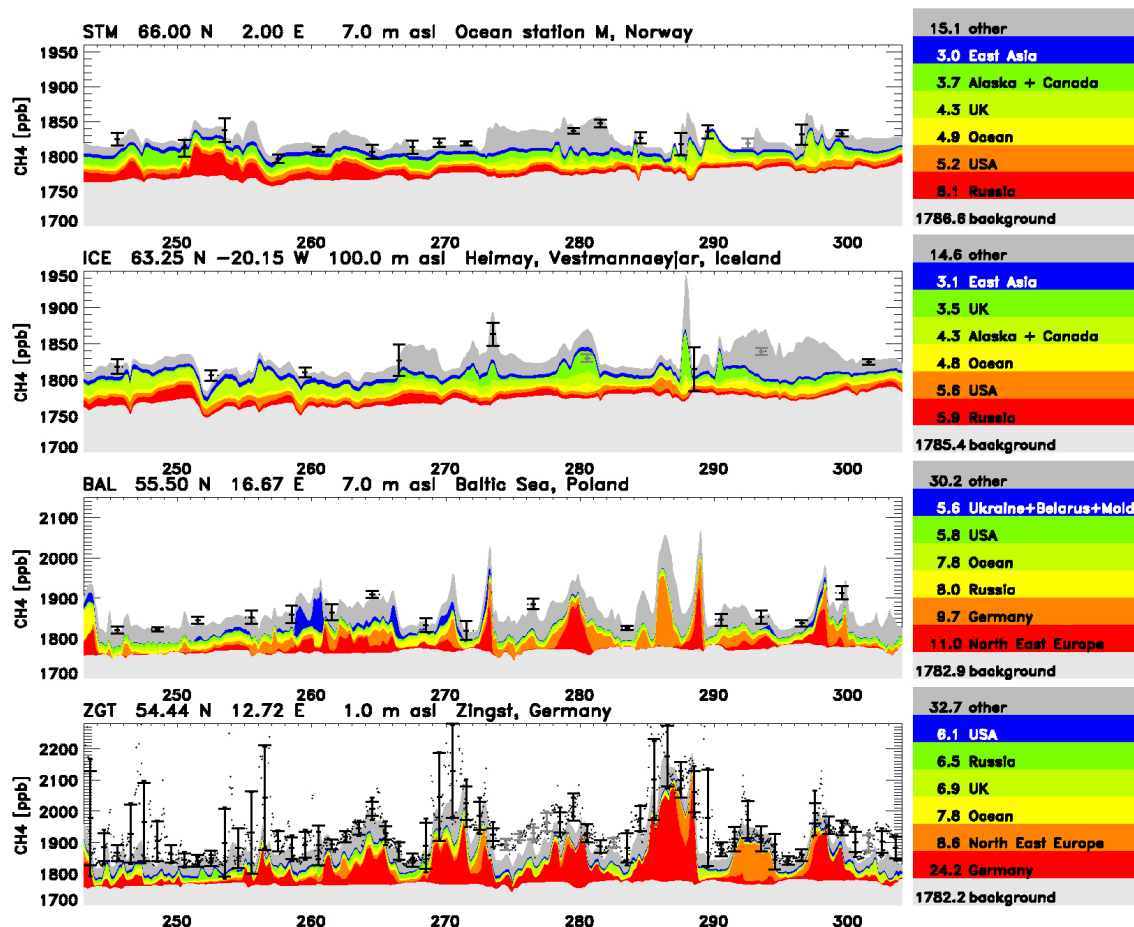 STM 66.00 N 2.00 E 7.0 m asl Ocean station M, Norway
CH4 [ppb]
1950
1900
1850
1800
1750
1700
250 260 270 280 290 300
15.1 other
3.0 East Asia
3.7 Alaska + Canada
4.3 UK
4.9 Ocean
5.2 USA
8.1 Russia
1786.6 background
ICE 63.25 N -20.15 W 100.0 m asl Heimay, Vestmannaeyjar, Iceland
CH4 [ppb]
1950
1900
1850
1800
1750
1700
250 260 270 280 290 300
14.6 other
3.1 East Asia
3.5 UK
4.3 Alaska + Canada
4.8 Ocean
5.6 USA
5.9 Russia
1785.4 background
BAL 55.50 N 16.67 E 7.0 m asl Baltic Sea, Poland
CH4 [ppb]
2100
2000
1900
1800
1700
250 260 270 280 290 300
30.2 other
5.6 Ukraine+Belarus+Mold
5.8 USA
7.8 Ocean
8.0 Russia
9.7 Germany
11.0 North East Europe
1782.9 background
ZGT 54.44 N 12.72 E 1.0 m asl Zingst, Germany
CH4 [ppb]
2200
2100
2000
1900
1800
1700
250 260 270 280 290 300
32.7 other
6.1 USA
6.5 Russia
6.9 UK
7.8 Ocean
8.6 North East Europe
24.2 Germany
1782.2 background